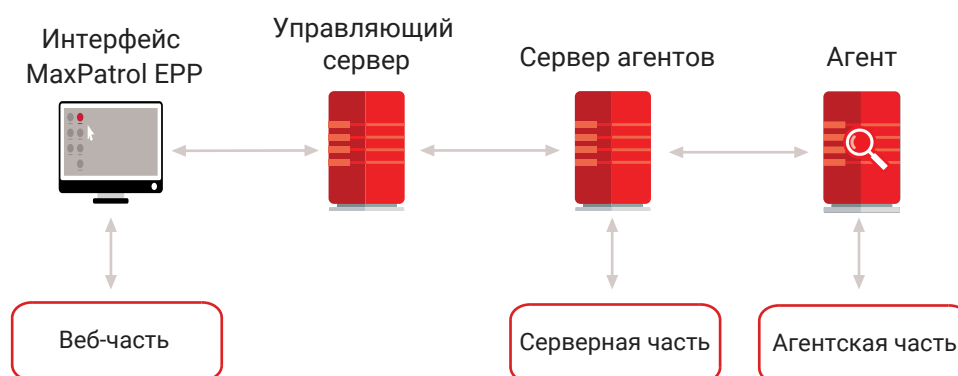 Интерфейс
MaxPatrol EPP
Управляющий
сервер
Сервер агентов
Агент
Веб-часть
Серверная часть
Агентская часть